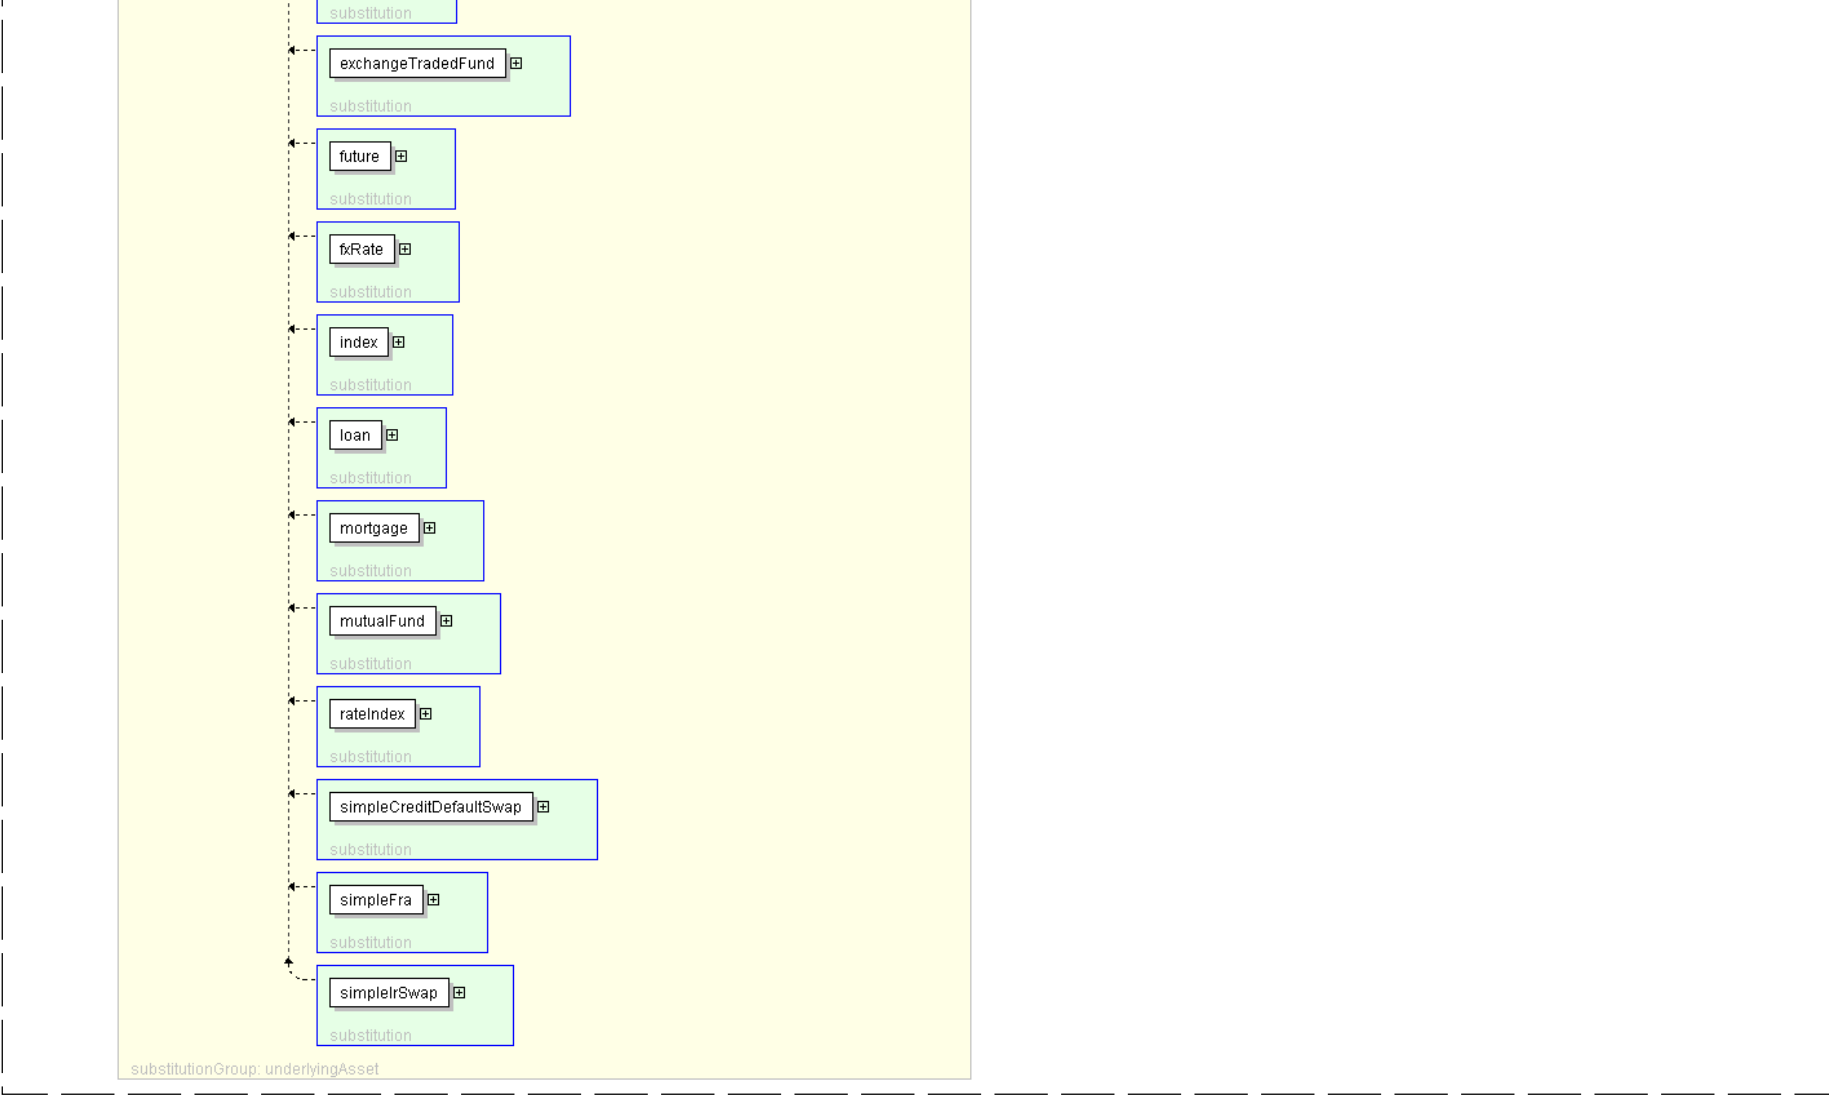 substitution
exchangeTradedFund
substitution
future
substitution
fxRate
substitution
index
substitution
loan
substitution
mortgage
substitution
mutualFund
substitution
rateIndex
substitution
simpleCreditDefaultSwap
substitution
simpleFra
substitution
simpleIrSwap
substitution
substitutionGroup: underlyingAsset